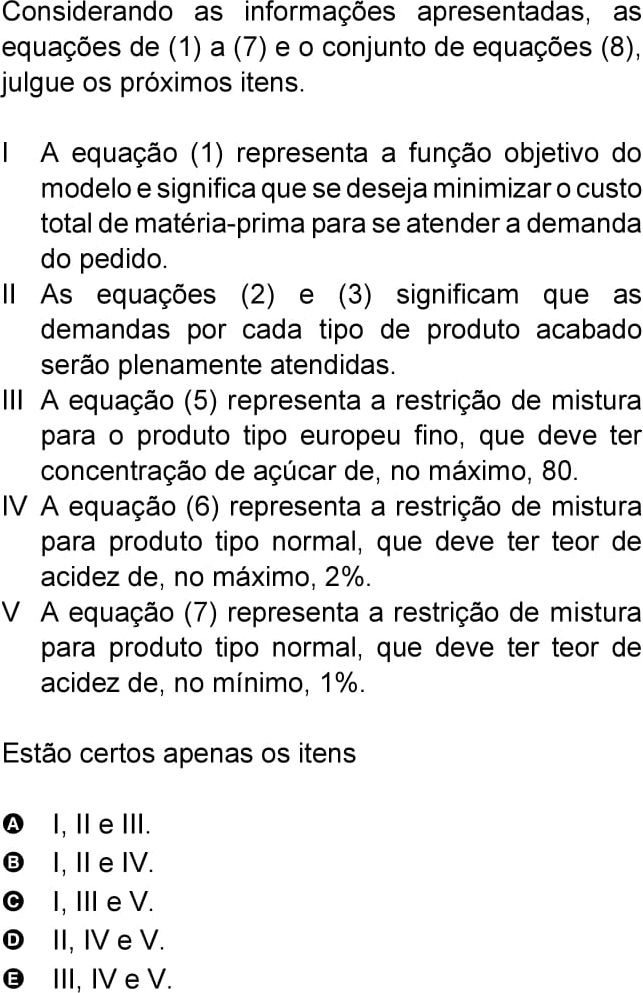 Considerando as informações apresentadas, as
equações de (1) a (7) e o conjunto de equações (8),
julgue os próximos itens.
I A equação (1) representa a função objetivo do
modelo e significa que se deseja minimizar o custo
total de matéria-prima para se atender a demanda
do pedido.
II As equações (2) e (3) significam que as
demandas por cada tipo de produto acabado
serão plenamente atendidas.
III A equação (5) representa a restrição de mistura
para o produto tipo europeu fino, que deve ter
concentração de açúcar de, no máximo, 80.
IV A equação (6) representa a restrição de mistura
para produto tipo normal, que deve ter teor de
acidez de, no máximo, 2%.
V A equação (7) representa a restrição de mistura
para produto tipo normal, que deve ter teor de
acidez de, no mínimo, 1%.
Estão certos apenas os itens
A I, II e III.
B I, II e IV.
C I, III e V.
D II, IV e V.
E III, IV e V.